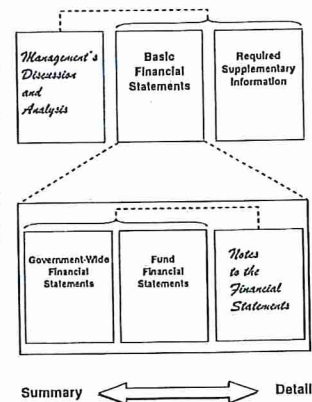 Management's
Discussion
and
Analysis
Basic
Financial
Statements
Required
Supplementary
Information
Government-Wide
Financial
Statements
Fund
Financial
Statements
Notes
to the
Financial
Statements
Summary
Detail